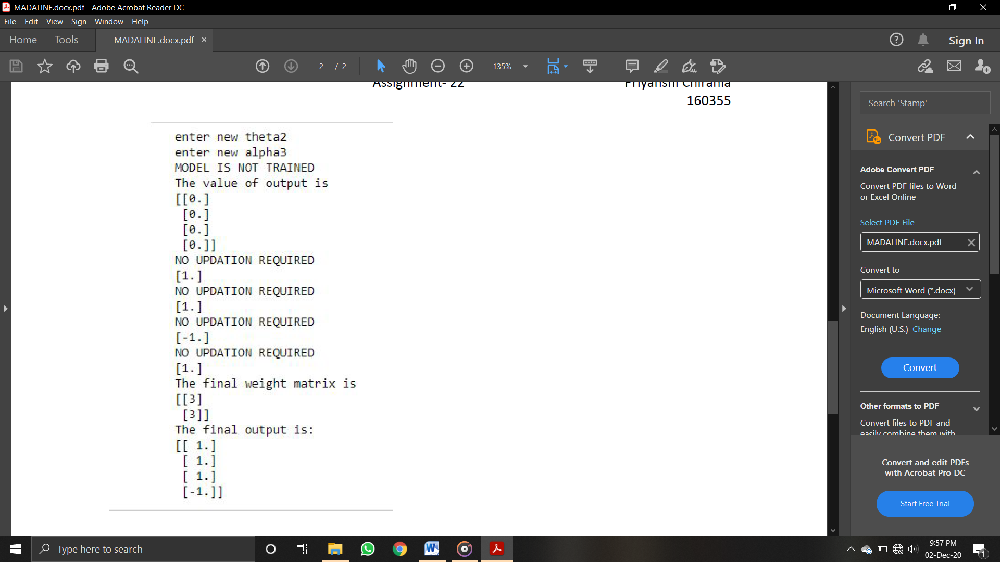 MADALINE.docx.pdf - Adobe Acrobat Reader DC
File Edit View Sign Window Help
Home Tools MADALINE.docx.pdf × Sign In
2 / 2 135%
Assignment- 22 Priyanshi Chirania
160355
enter new theta2
enter new alpha3
MODEL IS NOT TRAINED
The value of output is
[[0.]
[0.]
[0.]
[0.]]
NO UPDATION REQUIRED
[1.]
NO UPDATION REQUIRED
[1.]
NO UPDATION REQUIRED
[-1.]
NO UPDATION REQUIRED
[1.]
The final weight matrix is
[[3]
[3]]
The final output is:
[[ 1.]
[ 1.]
[ 1.]
[-1.]]
Search 'Stamp'
Convert PDF
Adobe Convert PDF
Convert PDF files to Word
or Excel Online
Select PDF File
MADALINE.docx.pdf
Convert to
Microsoft Word (*.docx)
Document Language:
English (U.S.) Change
Convert
Other formats to PDF
Convert files to PDF and
easily combine them with
Convert and edit PDFs
with Acrobat Pro DC
Start Free Trial
Type here to search
9:57 PM
02-Dec-20
1